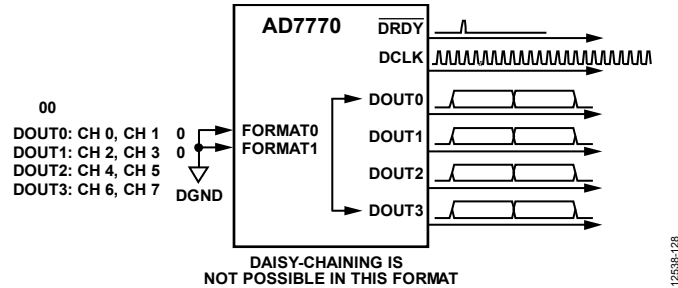 AD7770
DRDY
DCLK
DOUT0
DOUT1
DOUT2
DOUT3
00
DOUT0: CH 0, CH 1 0
DOUT1: CH 2, CH 3 0
DOUT2: CH 4, CH 5
DOUT3: CH 6, CH 7
FORMAT0
FORMAT1
DGND
DAISY-CHAINING IS
NOT POSSIBLE IN THIS FORMAT
12538-128